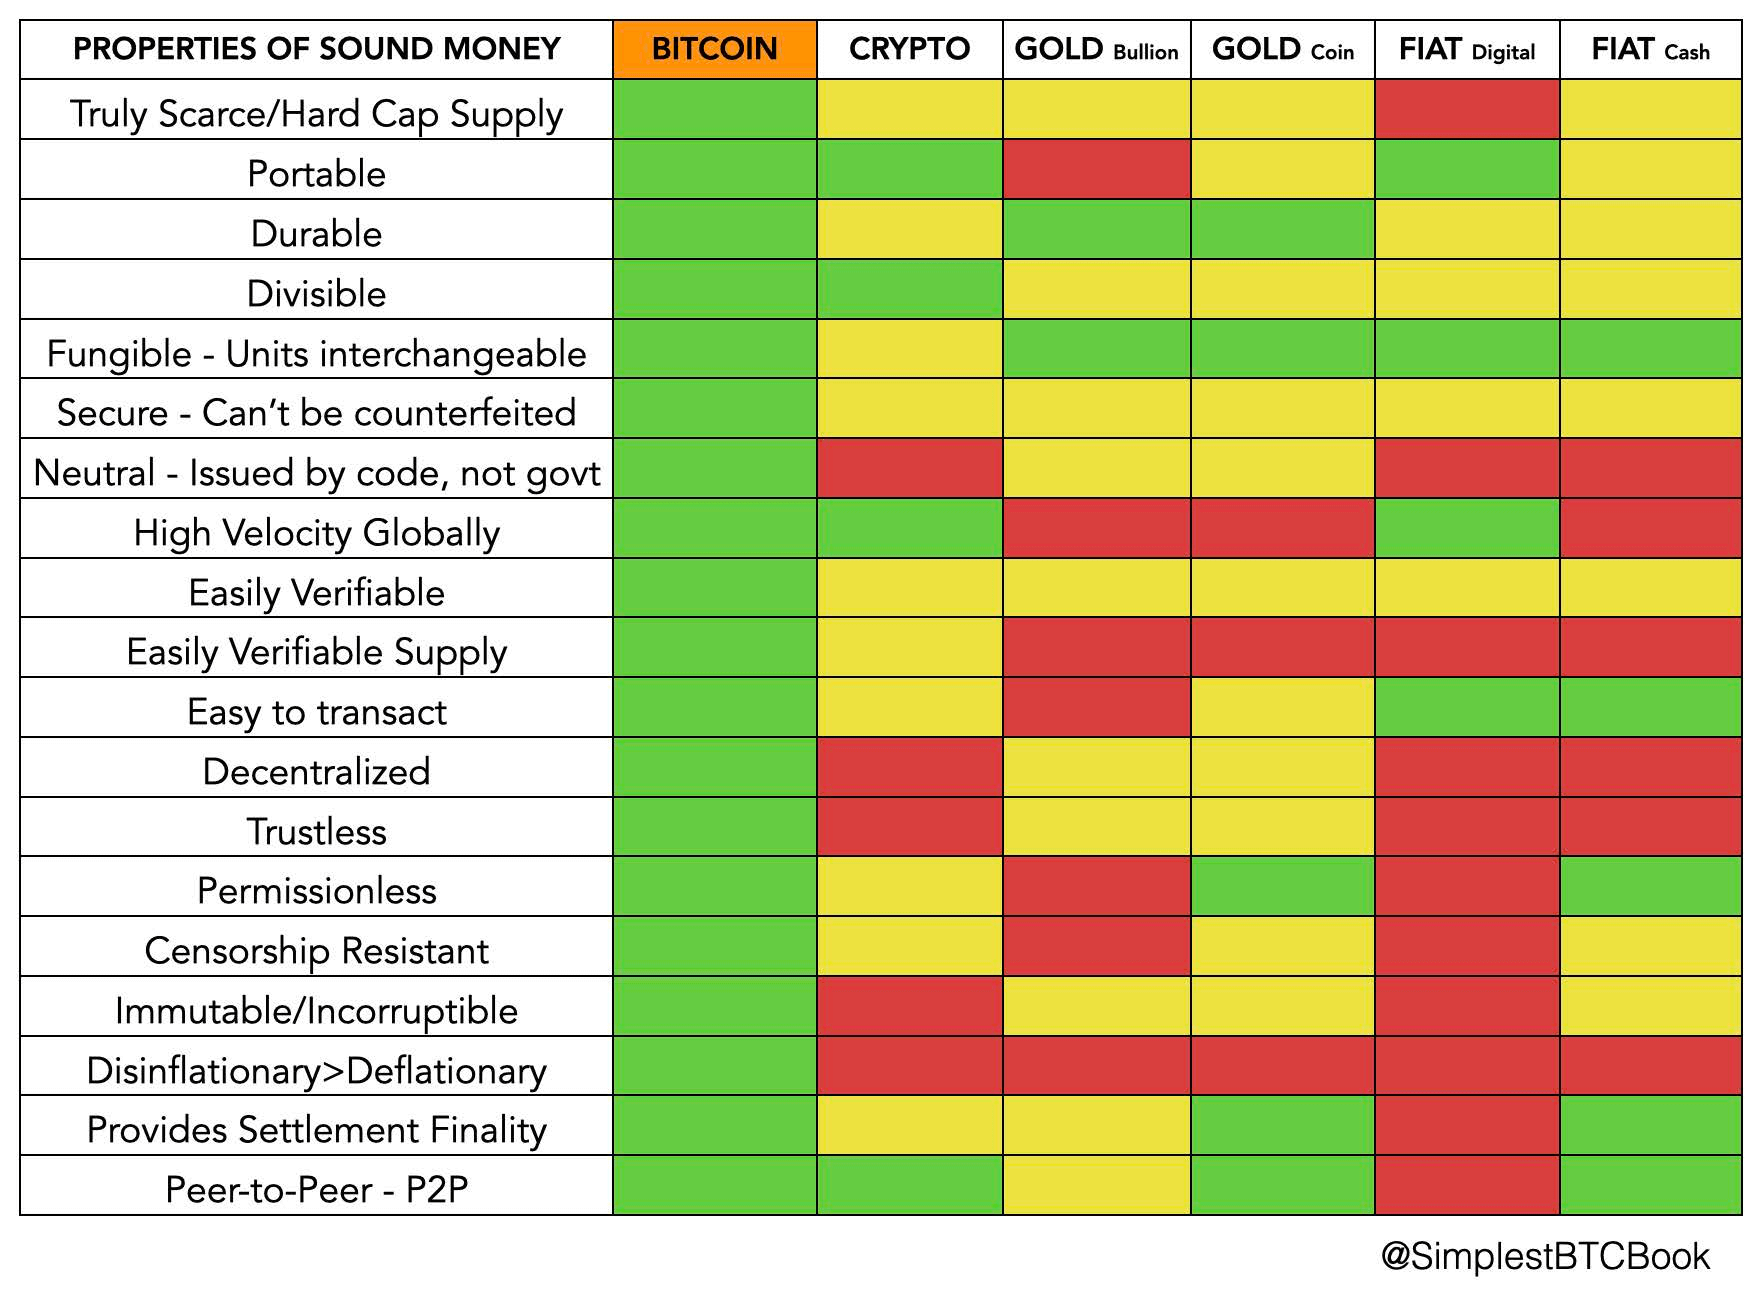 PROPERTIES OF SOUND MONEY BITCOIN CRYPTO GOLD Bullion GOLD Coin FIAT Digital FIAT Cash
Truly Scarce/Hard Cap Supply
Portable
Durable
Divisible
Fungible - Units interchangeable
Secure - Can’t be counterfeited
Neutral - Issued by code, not govt
High Velocity Globally
Easily Verifiable
Easily Verifiable Supply
Easy to transact
Decentralized
Trustless
Permissionless
Censorship Resistant
Immutable/Incorruptible
Disinflationary>Deflationary
Provides Settlement Finality
Peer-to-Peer - P2P
@SimplestBTCBook